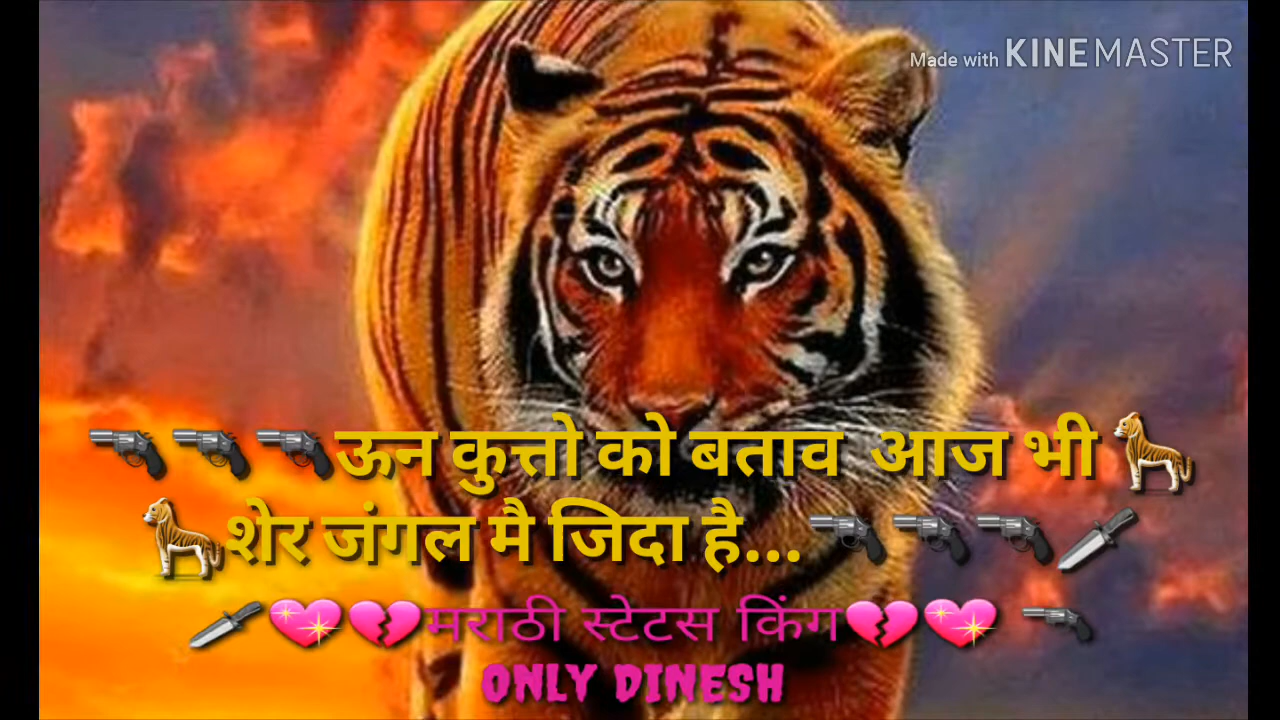 Made with KINEMASTER
ऊन कुत्तो को बताव आज भी
शेर जंगल मै जिदा है...
मराठी स्टेटस किंग
ONLY DINESH